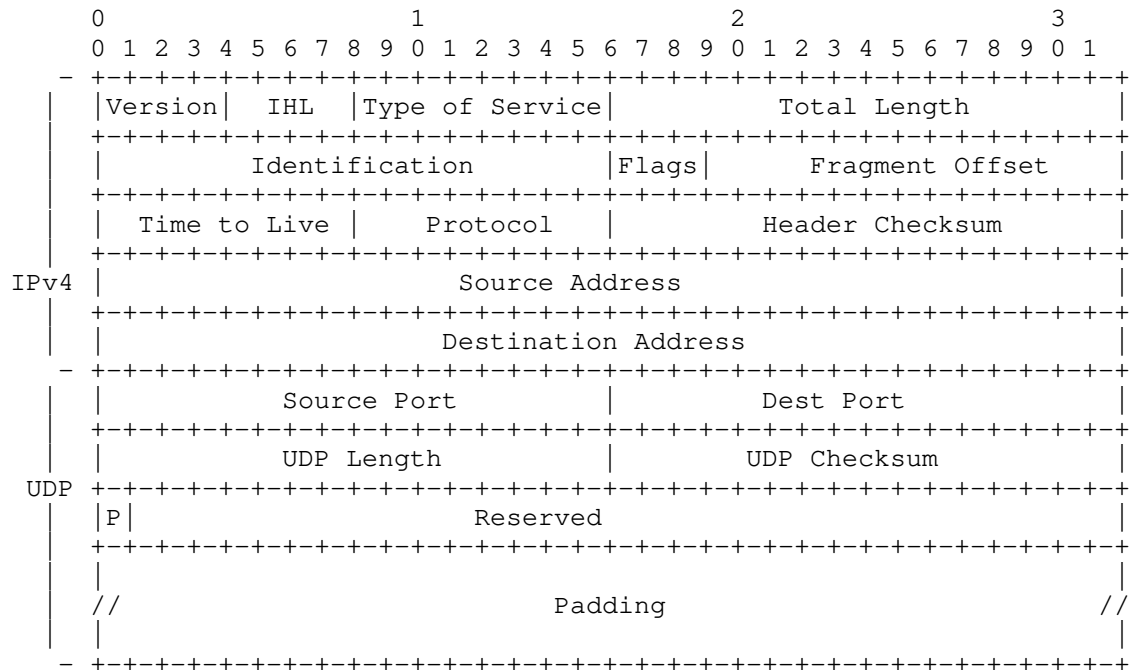 0                   1                   2                   3
    0 1 2 3 4 5 6 7 8 9 0 1 2 3 4 5 6 7 8 9 0 1 2 3 4 5 6 7 8 9 0 1
  - +-+-+-+-+-+-+-+-+-+-+-+-+-+-+-+-+-+-+-+-+-+-+-+-+-+-+-+-+-+-+-+-+
 |  |Version|  IHL  |Type of Service|          Total Length         |
 |  +-+-+-+-+-+-+-+-+-+-+-+-+-+-+-+-+-+-+-+-+-+-+-+-+-+-+-+-+-+-+-+-+
 |  |         Identification        |Flags|      Fragment Offset    |
 |  +-+-+-+-+-+-+-+-+-+-+-+-+-+-+-+-+-+-+-+-+-+-+-+-+-+-+-+-+-+-+-+-+
 |  |  Time to Live |    Protocol   |         Header Checksum       |
 |  +-+-+-+-+-+-+-+-+-+-+-+-+-+-+-+-+-+-+-+-+-+-+-+-+-+-+-+-+-+-+-+-+
IPv4 |                      Source Address                           |
 |  +-+-+-+-+-+-+-+-+-+-+-+-+-+-+-+-+-+-+-+-+-+-+-+-+-+-+-+-+-+-+-+-+
 |  |                     Destination Address                       |
  - +-+-+-+-+-+-+-+-+-+-+-+-+-+-+-+-+-+-+-+-+-+-+-+-+-+-+-+-+-+-+-+-+
 |  |           Source Port         |         Dest Port             |
 |  +-+-+-+-+-+-+-+-+-+-+-+-+-+-+-+-+-+-+-+-+-+-+-+-+-+-+-+-+-+-+-+-+
 |  |           UDP Length          |        UDP Checksum           |
UDP +-+-+-+-+-+-+-+-+-+-+-+-+-+-+-+-+-+-+-+-+-+-+-+-+-+-+-+-+-+-+-+-+
 |  |P|                     Reserved                                |
 |  +-+-+-+-+-+-+-+-+-+-+-+-+-+-+-+-+-+-+-+-+-+-+-+-+-+-+-+-+-+-+-+-+
 |  |                                                               |
 |  //                           Padding                           //
 |  |                                                               |
  - +-+-+-+-+-+-+-+-+-+-+-+-+-+-+-+-+-+-+-+-+-+-+-+-+-+-+-+-+-+-+-+-+